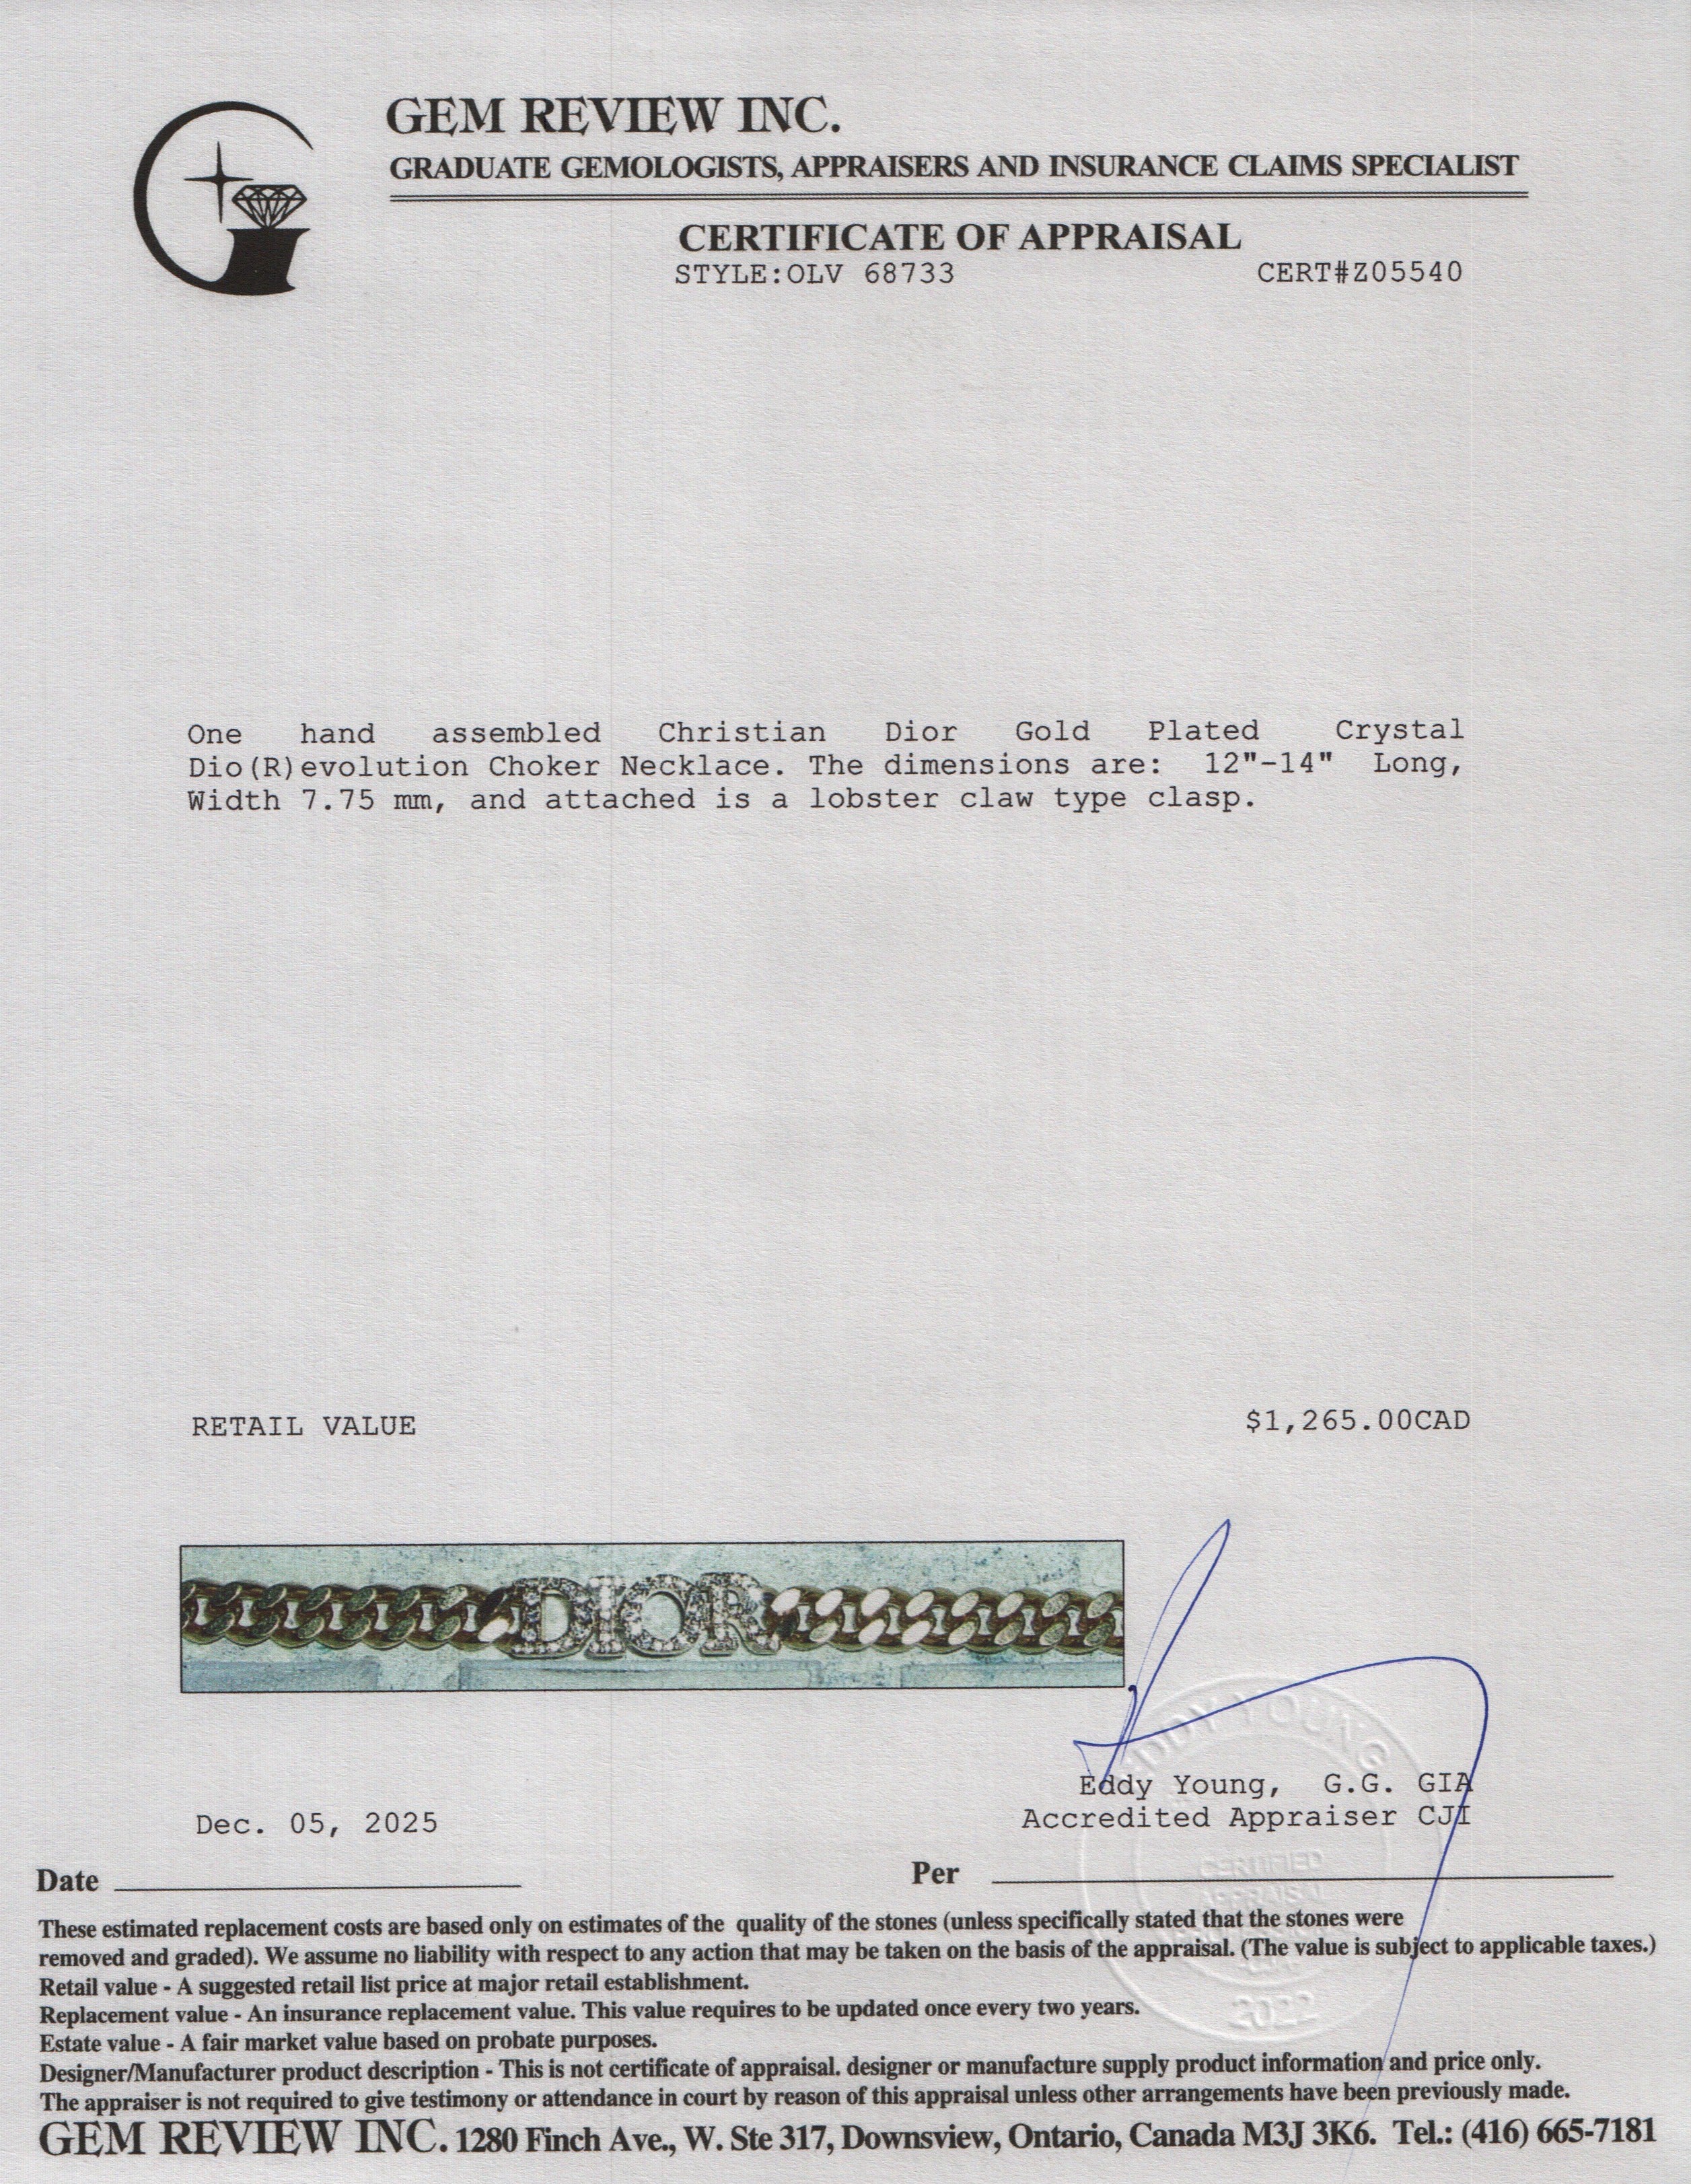 GEM REVIEW INC.
GRADUATE GEMOLOGISTS, APPRAISERS AND INSURANCE CLAIMS SPECIALIST
CERTIFICATE OF APPRAISAL
STYLE:OLV 68733 CERT#Z05540
One hand assembled Christian Dior Gold Plated Crystal
Dio(R)evolution Choker Necklace. The dimensions are: 12"-14" Long,
Width 7.75 mm, and attached is a lobster claw type clasp.
RETAIL VALUE $1,265.00CAD
DIOR
EDDY YOUNG
Eddy Young, G.G. GIA
Dec. 05, 2025 Accredited Appraiser CJI
CERTIFIED
APPRAISAL
2022
Date Per
These estimated replacement costs are based only on estimates of the quality of the stones (unless specifically stated that the stones were
removed and graded). We assume no liability with respect to any action that may be taken on the basis of the appraisal. (The value is subject to applicable taxes.)
Retail value - A suggested retail list price at major retail establishment.
Replacement value - An insurance replacement value. This value requires to be updated once every two years.
Estate value - A fair market value based on probate purposes.
Designer/Manufacturer product description - This is not certificate of appraisal. designer or manufacture supply product information and price only.
The appraiser is not required to give testimony or attendance in court by reason of this appraisal unless other arrangements have been previously made.
GEM REVIEW INC. 1280 Finch Ave., W. Ste 317, Downsview, Ontario, Canada M3J 3K6. Tel.: (416) 665-7181